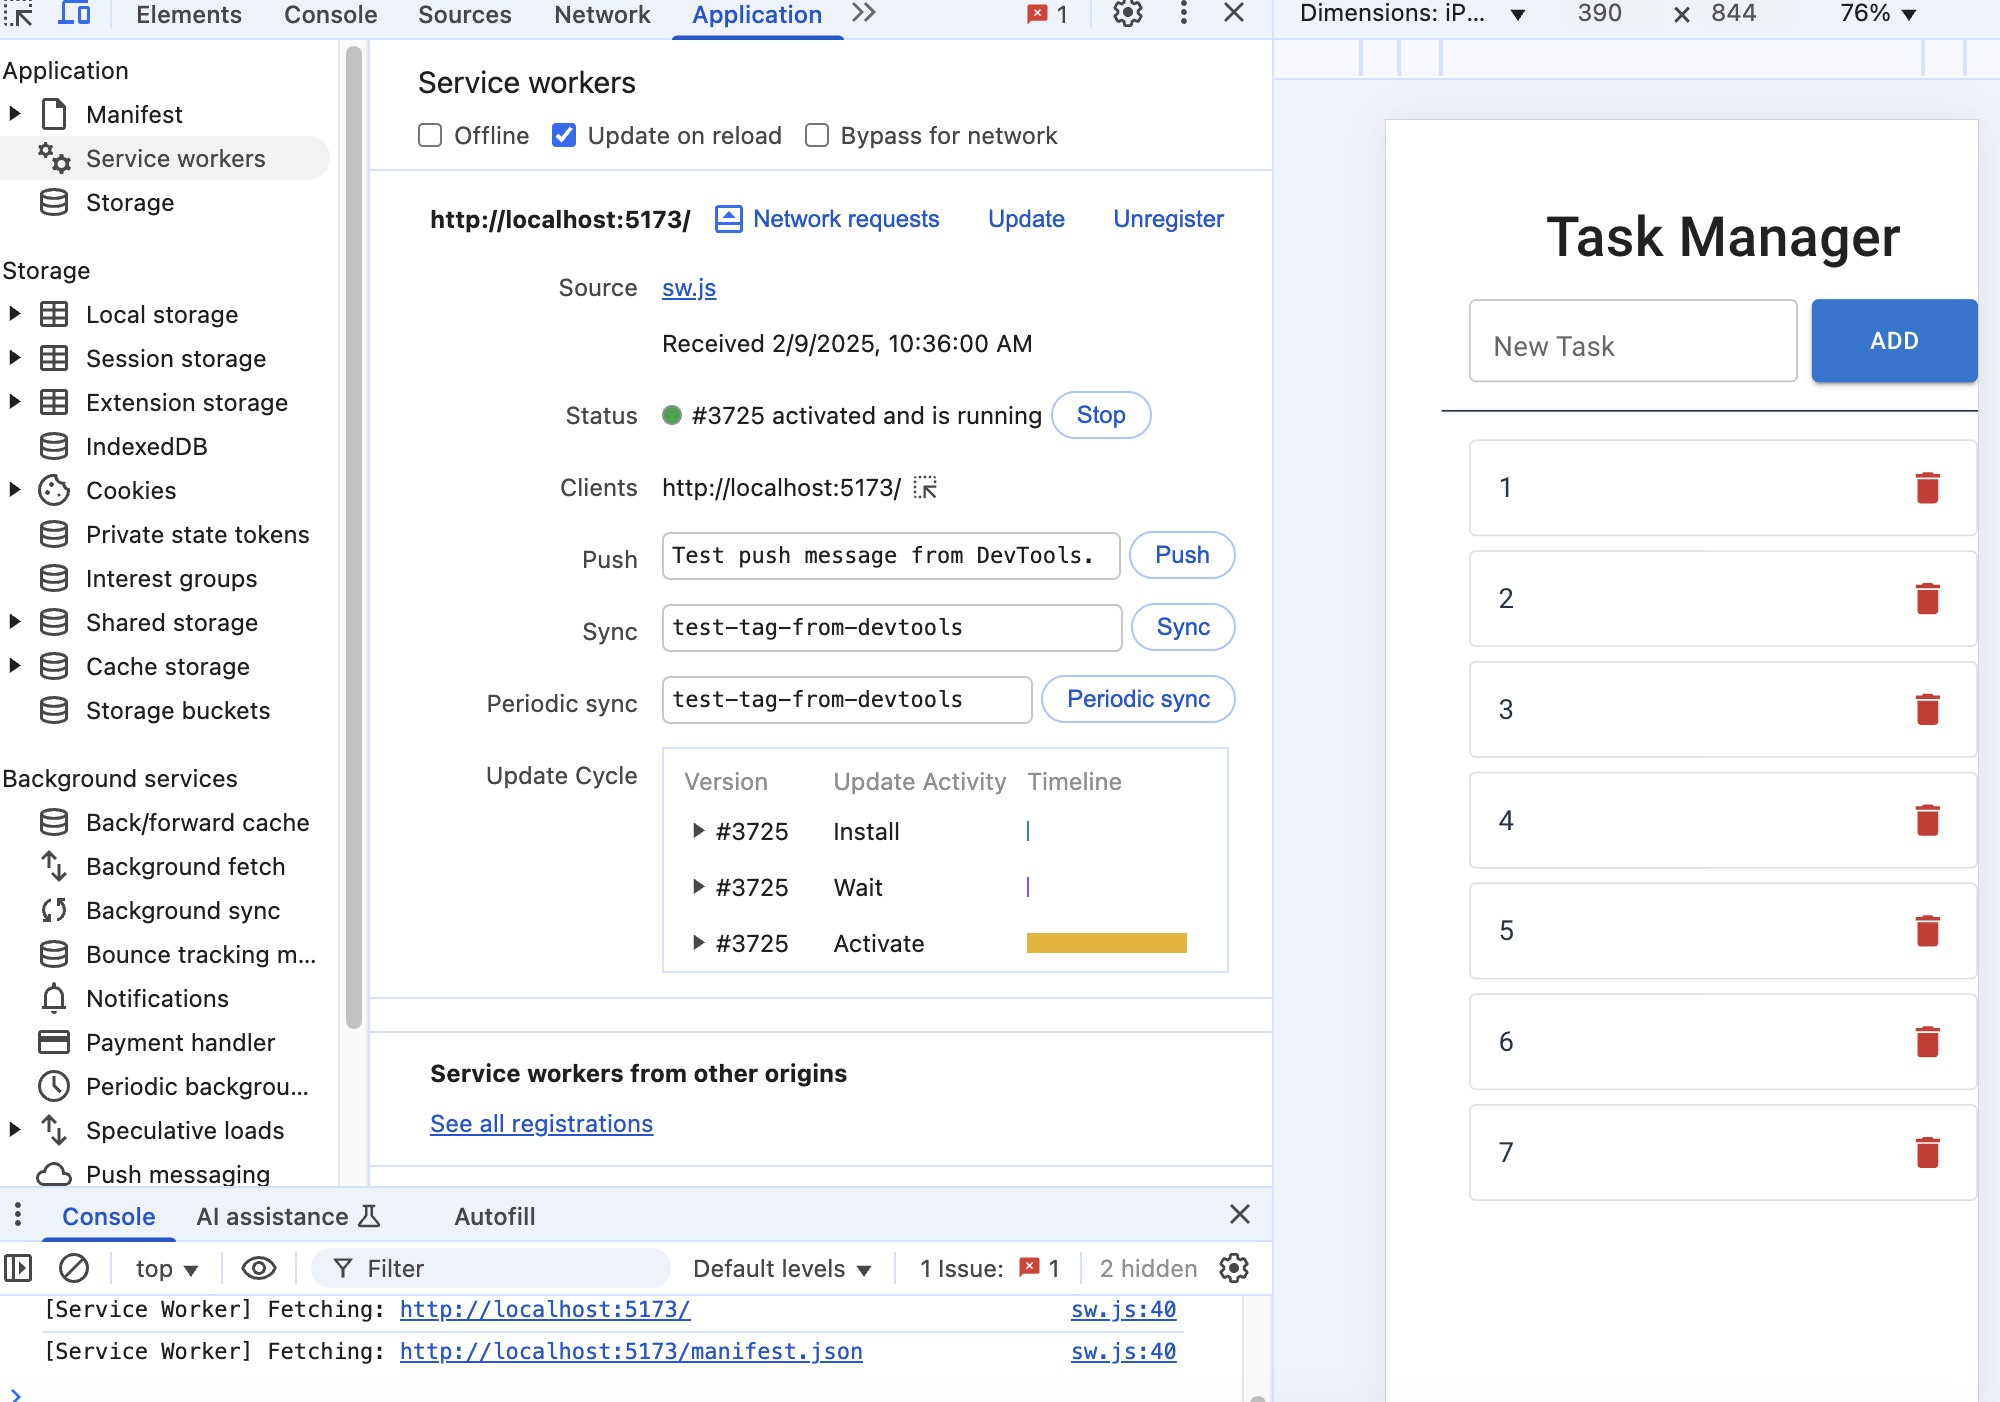 Elements Console Sources Network Application 1
Dimensions: iP... 390 × 844 76%
Application
Manifest
Service workers
Storage
Storage
Local storage
Session storage
Extension storage
IndexedDB
Cookies
Private state tokens
Interest groups
Shared storage
Cache storage
Storage buckets
Background services
Back/forward cache
Background fetch
Background sync
Bounce tracking m...
Notifications
Payment handler
Periodic backgrou...
Speculative loads
Push messaging
Service workers
Offline Update on reload Bypass for network
http://localhost:5173/ Network requests Update Unregister
Source sw.js
Received 2/9/2025, 10:36:00 AM
Status #3725 activated and is running Stop
Clients http://localhost:5173/
Push Test push message from DevTools. Push
Sync test-tag-from-devtools Sync
Periodic sync test-tag-from-devtools Periodic sync
Update Cycle Version Update Activity Timeline
#3725 Install
#3725 Wait
#3725 Activate
Service workers from other origins
See all registrations
Console AI assistance Autofill
top Filter Default levels 1 Issue: 1 2 hidden
[Service Worker] Fetching: http://localhost:5173/ sw.js:40
[Service Worker] Fetching: http://localhost:5173/manifest.json sw.js:40
Task Manager
New Task ADD
1
2
3
4
5
6
7